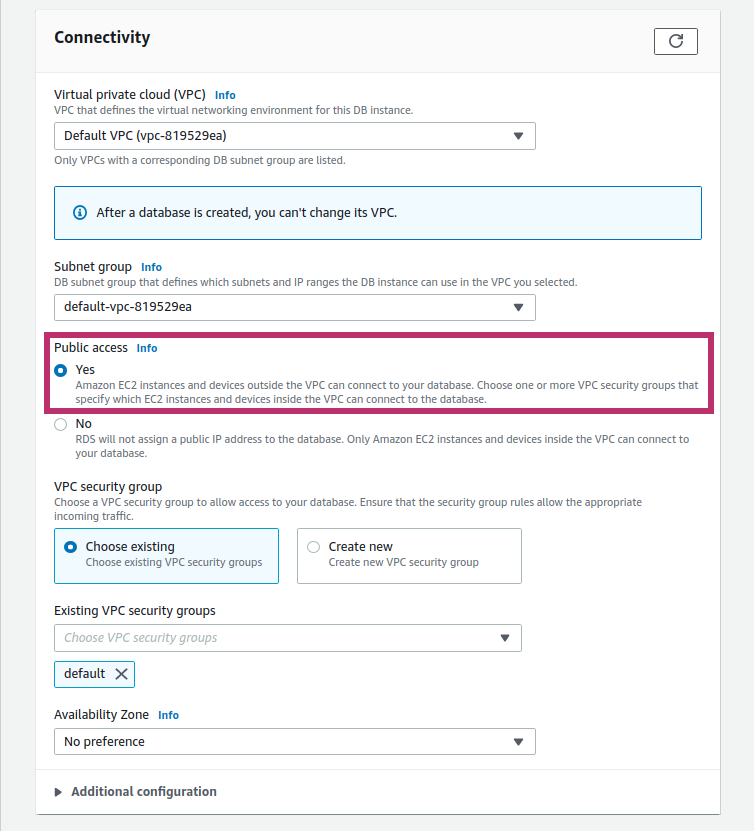 Connectivity
Virtual private cloud (VPC) Info
VPC that defines the virtual networking environment for this DB instance.
Default VPC (vpc-819529ea)
Only VPCs with a corresponding DB subnet group are listed.
After a database is created, you can't change its VPC.
Subnet group Info
DB subnet group that defines which subnets and IP ranges the DB instance can use in the VPC you selected.
default-vpc-819529ea
Public access Info
Yes
Amazon EC2 instances and devices outside the VPC can connect to your database. Choose one or more VPC security groups that
specify which EC2 instances and devices inside the VPC can connect to the database.
No
RDS will not assign a public IP address to the database. Only Amazon EC2 instances and devices inside the VPC can connect to
your database.
VPC security group
Choose a VPC security group to allow access to your database. Ensure that the security group rules allow the appropriate
incoming traffic.
Choose existing
Choose existing VPC security groups
Create new
Create new VPC security group
Existing VPC security groups
Choose VPC security groups
default
Availability Zone Info
No preference
Additional configuration